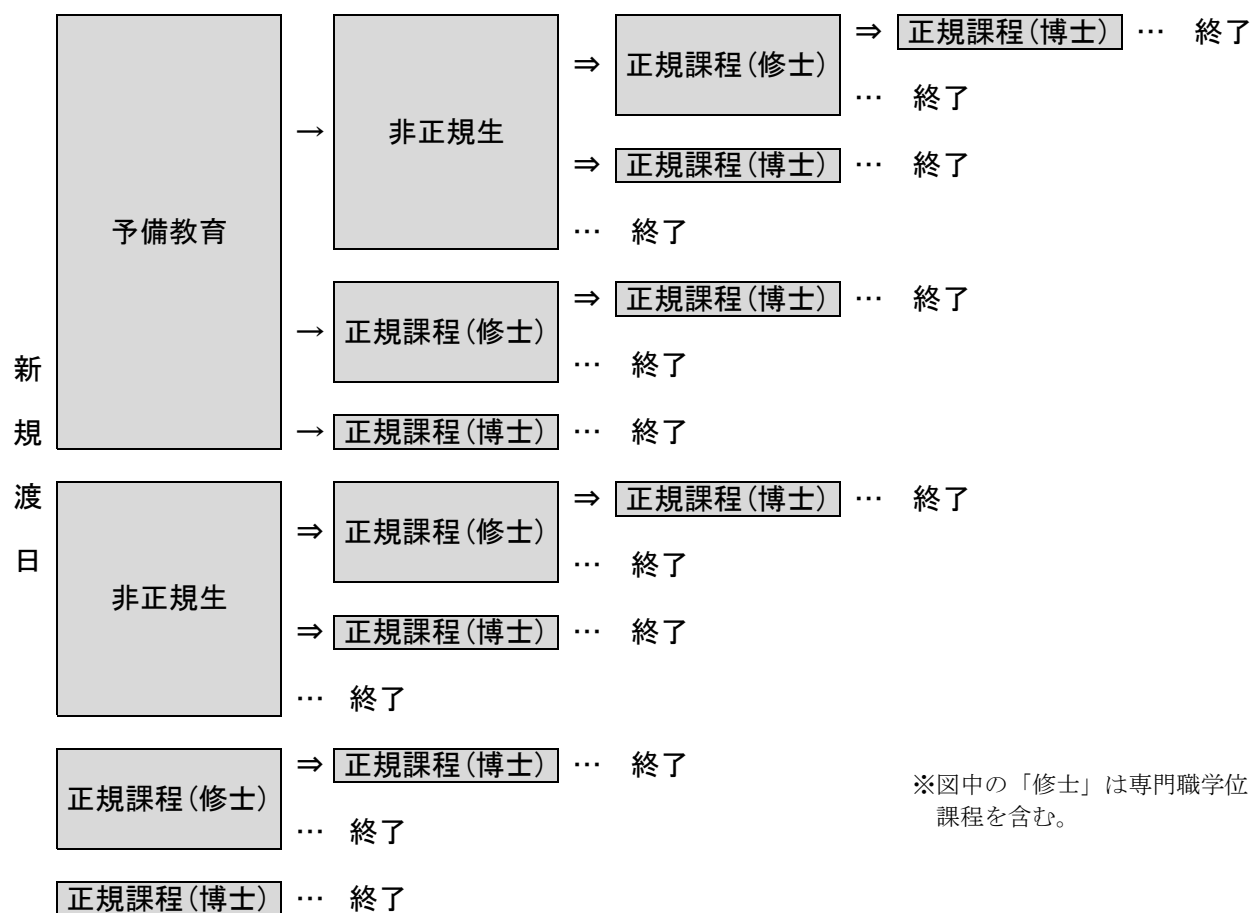 ⇒ 正規課程(博士) … 終了
⇒ 正規課程(修士)
… 終了
→ 非正規生
⇒ 正規課程(博士) … 終了
予備教育
… 終了
⇒ 正規課程(博士) … 終了
→ 正規課程(修士)
… 終了
→ 正規課程(博士) … 終了
新規渡日
⇒ 正規課程(博士) … 終了
⇒ 正規課程(修士)
… 終了
非正規生
⇒ 正規課程(博士) … 終了
… 終了
⇒ 正規課程(博士) … 終了
正規課程(修士)
… 終了
※図中の「修士」は専門職学位
課程を含む。
正規課程(博士) … 終了